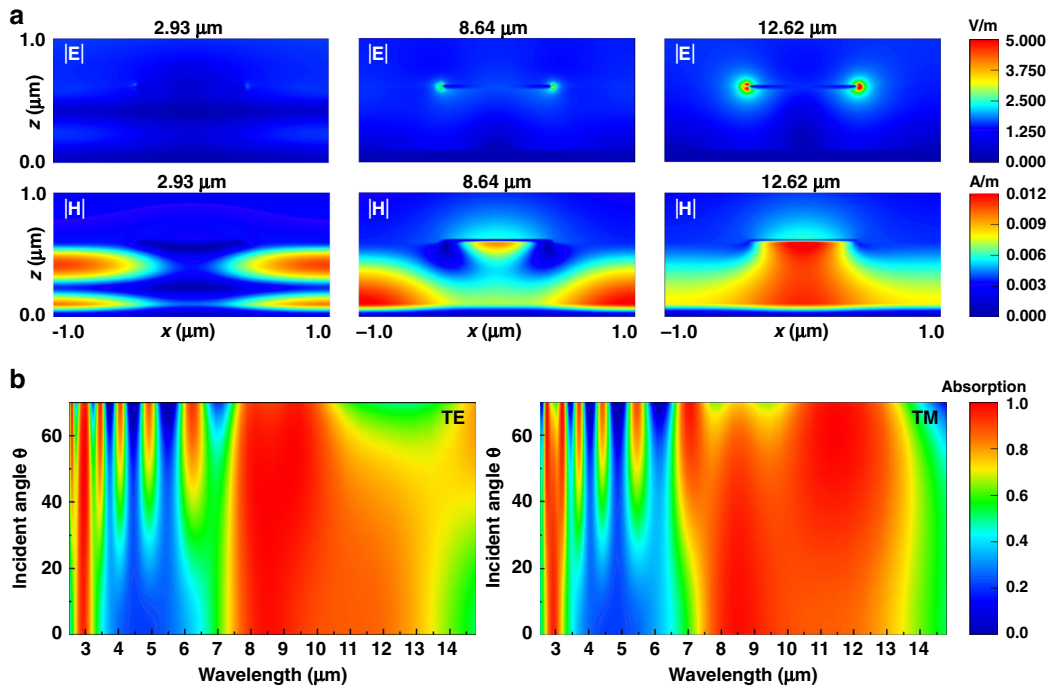 a
2.93 μm
8.64 μm
12.62 μm
V/m
|E|
|E|
|E|
1.0
z (μm)
0.0
5.000
3.750
2.500
1.250
0.000
2.93 μm
8.64 μm
12.62 μm
A/m
|H|
|H|
|H|
1.0
z (μm)
0.0
0.012
0.009
0.006
0.003
0.000
-1.0 x (μm) 1.0
–1.0 x (μm) 1.0
–1.0 x (μm) 1.0
b
Absorption
TE
TM
Incident angle θ
60
40
20
0
3 4 5 6 7 8 9 10 11 12 13 14
Wavelength (μm)
Incident angle θ
60
40
20
0
3 4 5 6 7 8 9 10 11 12 13 14
Wavelength (μm)
1.0
0.8
0.6
0.4
0.2
0.0